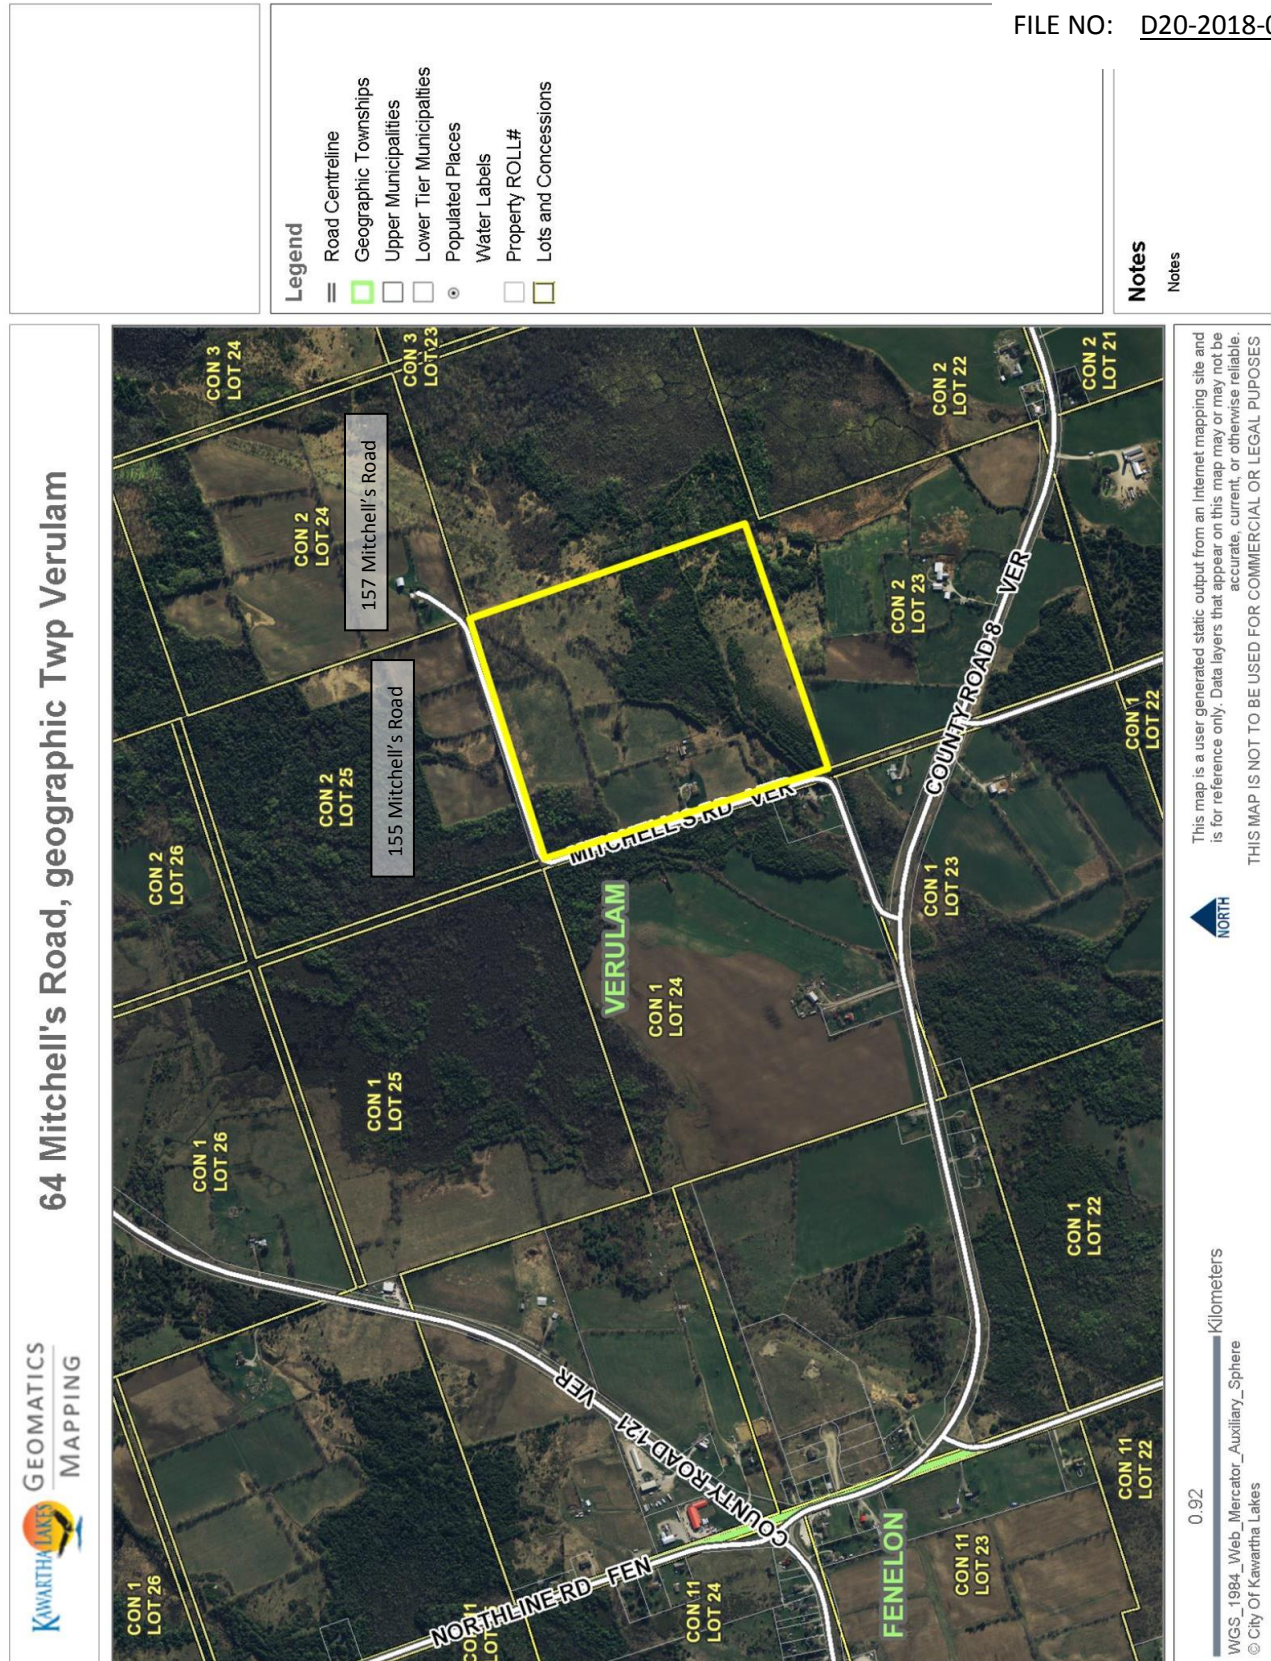 FILE NO: D20-2018-0
KAWARTHA LAKES
GEOMATICS
MAPPING
64 Mitchell's Road, geographic Twp Verulam
Legend
Road Centreline
Geographic Townships
Upper Municipalities
Lower Tier Municipalties
Populated Places
Water Labels
Property ROLL#
Lots and Concessions
CON 1
LOT 26
CON 1
LOT 26
CON 2
LOT 26
CON 2
LOT 25
CON 2
LOT 24
CON 3
LOT 24
CON 3
LOT 23
157 Mitchell's Road
155 Mitchell's Road
CON 1
LOT 25
VERULAM
CON 1
LOT 24
MITCHELL'S RD VER
COUNTY ROAD 121 VER
NORTHLINE RD FEN
CON 11
CON 11
LOT 24
FENELON
CON 11
LOT 23
CON 11
LOT 22
CON 1
LOT 22
CON 1
LOT 23
COUNTY ROAD 8 VER
CON 2
LOT 23
CON 2
LOT 22
CON 2
LOT 21
CON 1
LOT 22
0.92
Kilometers
WGS_1984_Web_Mercator_Auxiliary_Sphere
© City Of Kawartha Lakes
NORTH
This map is a user generated static output from an Internet mapping site and
is for reference only. Data layers that appear on this map may or may not be
accurate, current, or otherwise reliable.
THIS MAP IS NOT TO BE USED FOR COMMERCIAL OR LEGAL PUPOSES
Notes
Notes